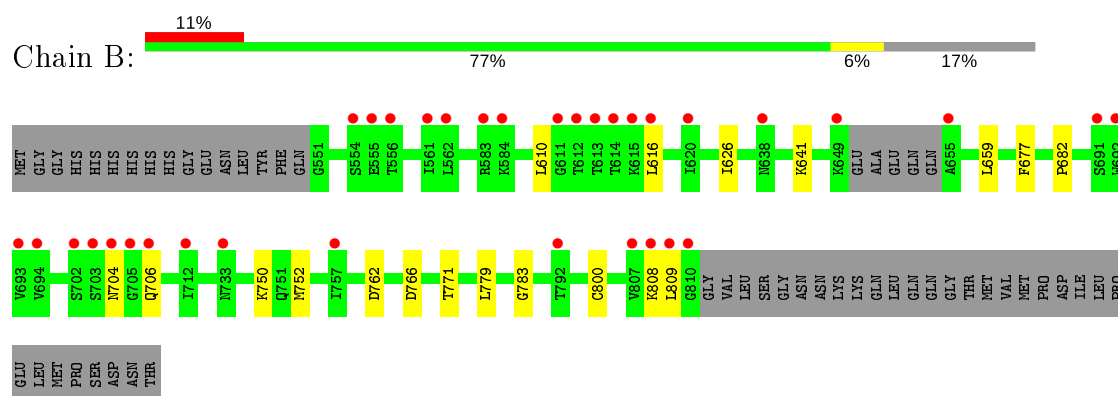 11%
Chain B:
77% 6% 17%
MET GLY GLY HIS HIS HIS HIS HIS HIS HIS GLY GLU ASN LEU TYR PHE GLN G551 S554 E555 T556 I561 L562 R583 K584 L610 G611 T612 T613 T614 K615 L616 I620 I626 N638 K641 K649 GLU ALA GLU GLN GLN A655 L659 F677 P682 S691 W692
V693 V694 S702 S703 N704 G705 Q706 I712 N733 K750 Q751 M752 I757 D762 D766 T771 L779 G783 T792 C800 V807 K808 L809 G810 GLY VAL LEU SER GLY ASN ASN LYS LYS GLN LEU GLN GLN GLY THR MET VAL MET PRO ASP ILE LEU PRO
GLU LEU MET PRO SER ASP ASN THR